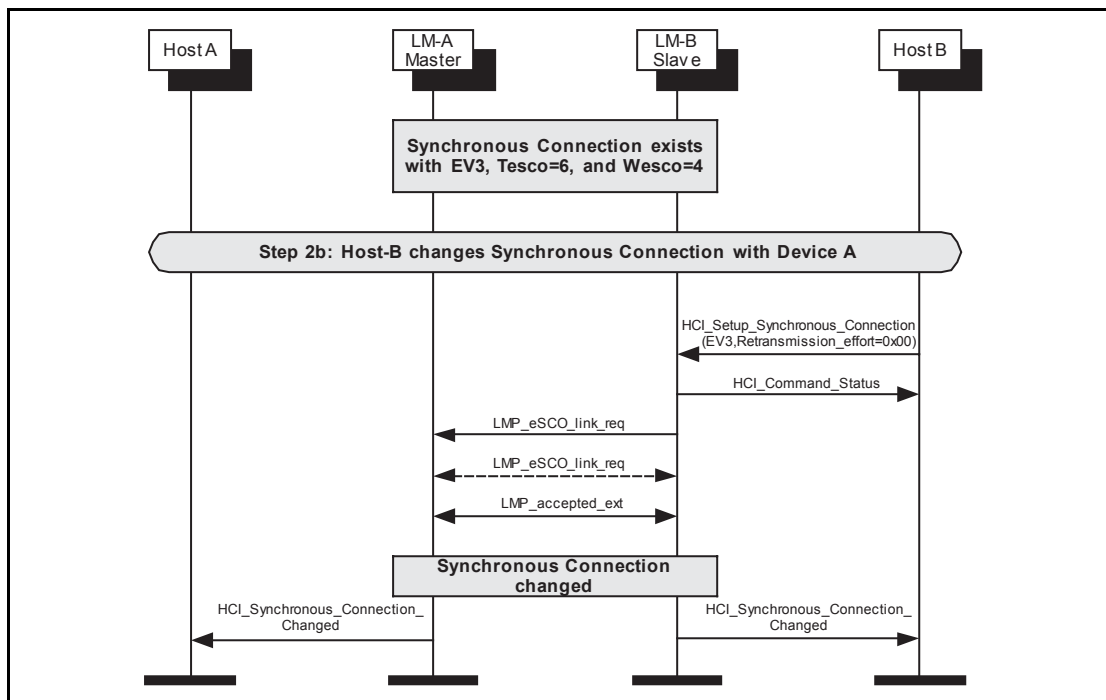 Host A
LM-A
Master
LM-B
Slave
Host B
Synchronous Connection exists
with EV3, Tesco=6, and Wesco=4
Step 2b: Host-B changes Synchronous Connection with Device A
HCI_Setup_Synchronous_Connection
(EV3,Retransmission_effort=0x00)
HCI_Command_Status
LMP_eSCO_link_req
LMP_eSCO_link_req
LMP_accepted_ext
Synchronous Connection
changed
HCI_Synchronous_Connection_
Changed
HCI_Synchronous_Connection_
Changed